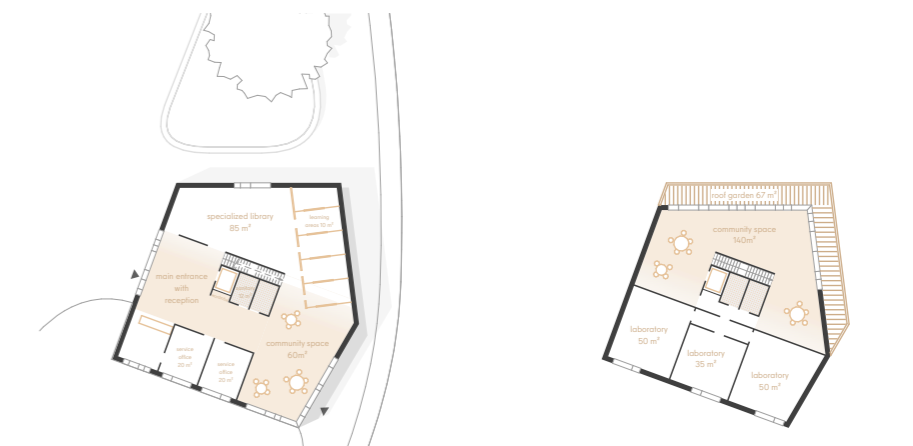 specialized library
85 m²
learning
areas 10 m²
main entrance
with
reception
community space
60m²
service
office
20 m²
service
office
20 m²
roof garden 67 m²
community space
140m²
laboratory
50 m²
laboratory
35 m²
laboratory
50 m²